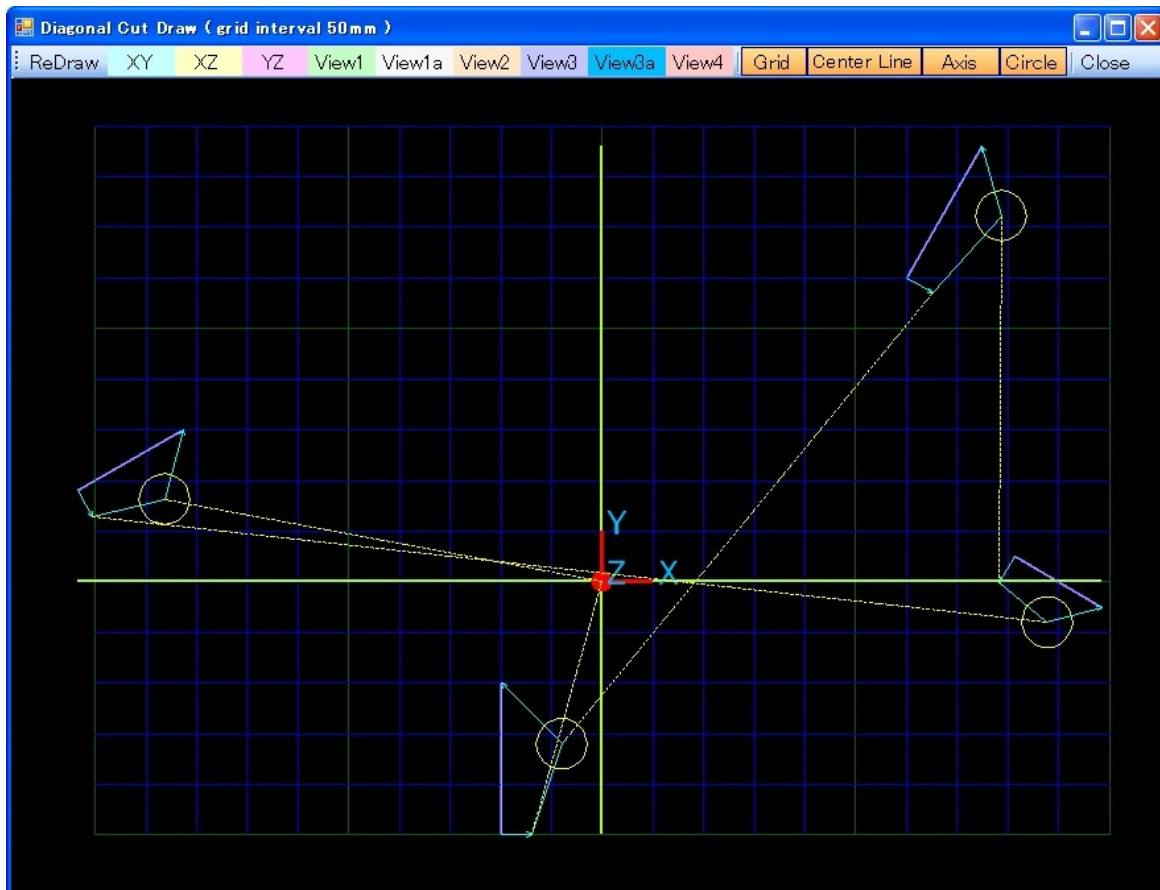 Diagonal Cut Draw ( grid interval 50mm )
ReDraw XY XZ YZ View1 View1a View2 View3 View3a View4 Grid Center Line Axis Circle Close
Y
Z X